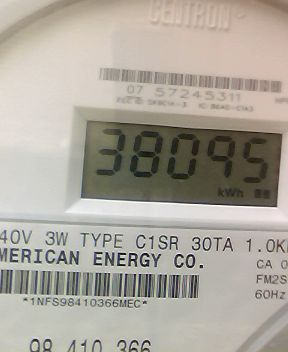 CENTRON
07 57245311
38095
kWh
40V 3W TYPE C1SR 30TA 1.0K
MERICAN ENERGY CO.
CA 0
FM2S
60Hz
*1NFS98410366MEC*
98 410 366